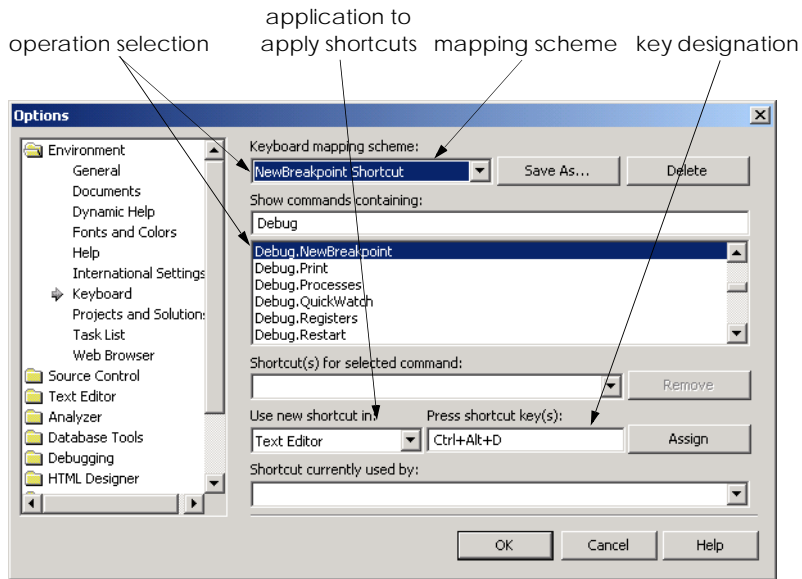 application to
operation selection apply shortcuts mapping scheme key designation
Options
Environment
General
Documents
Dynamic Help
Fonts and Colors
Help
International Settings
Keyboard
Projects and Solution:
Task List
Web Browser
Source Control
Text Editor
Analyzer
Database Tools
Debugging
HTML Designer
Keyboard mapping scheme:
NewBreakpoint Shortcut Save As... Delete
Show commands containing:
Debug
Debug.NewBreakpoint
Debug.Print
Debug.Processes
Debug.QuickWatch
Debug.Registers
Debug.Restart
Shortcut(s) for selected command:
Remove
Use new shortcut in: Press shortcut key(s):
Text Editor Ctrl+Alt+D Assign
Shortcut currently used by:
OK Cancel Help